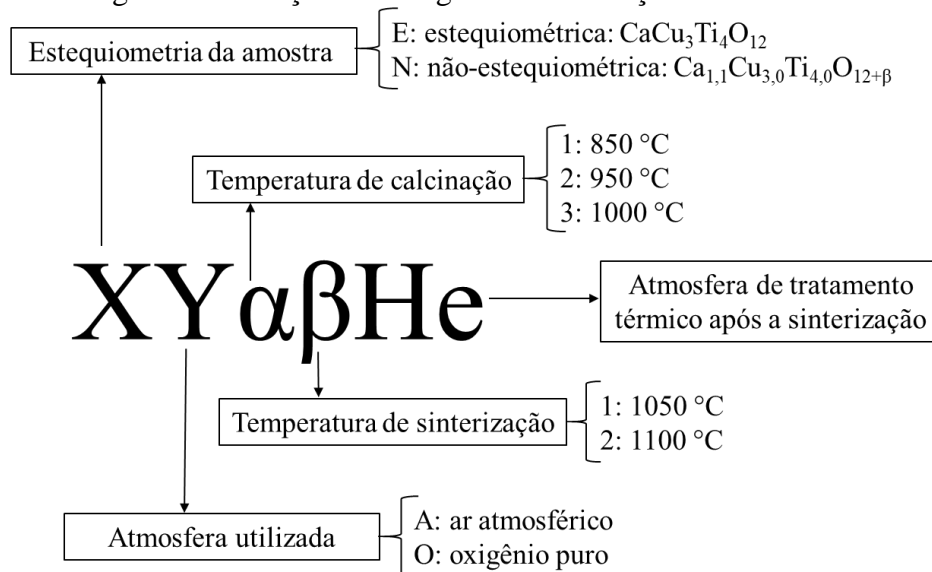 Estequiometria da amostra
E: estequiométrica: CaCu₃Ti₄O₁₂
N: não-estequiométrica: Ca₁,₁Cu₃,₀Ti₄,₀O₁₂₊ᵦ
Temperatura de calcinação
1: 850 °C
2: 950 °C
3: 1000 °C
XYαβHe
Atmosfera de tratamento
térmico após a sinterização
Temperatura de sinterização
1: 1050 °C
2: 1100 °C
Atmosfera utilizada
A: ar atmosférico
O: oxigênio puro